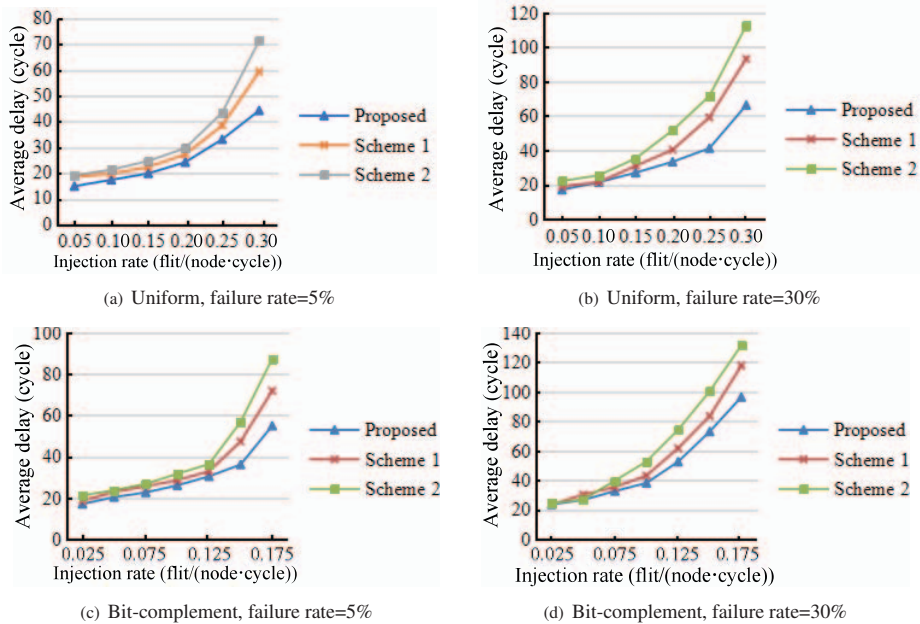 Average delay (cycle)
80
70
60
50
40
30
20
10
0
0.05 0.10 0.15 0.20 0.25 0.30
Injection rate (flit/(node·cycle))
Proposed
Scheme 1
Scheme 2
(a) Uniform, failure rate=5%
Average delay (cycle)
120
100
80
60
40
20
0
0.05 0.10 0.15 0.20 0.25 0.30
Injection rate (flit/(node·cycle))
Proposed
Scheme 1
Scheme 2
(b) Uniform, failure rate=30%
Average delay (cycle)
100
80
60
40
20
0
0.025 0.075 0.125 0.175
Injection rate (flit/(node·cycle))
Proposed
Scheme 1
Scheme 2
(c) Bit-complement, failure rate=5%
Average delay (cycle)
140
120
100
80
60
40
20
0
0.025 0.075 0.125 0.175
Injection rate (flit/(node·cycle))
Proposed
Scheme 1
Scheme 2
(d) Bit-complement, failure rate=30%